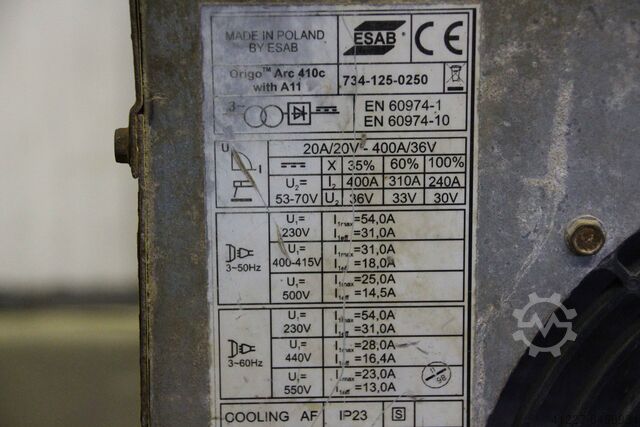 MADE IN POLAND
BY ESAB
ESAB
CE
Origo™ Arc 410c
with A11
734-125-0250
3~
EN 60974-1
EN 60974-10
20A/20V - 400A/36V
U
I
X 35% 60% 100%
U₂=
53-70V
I₂ 400A 310A 240A
U₂ 36V 33V 30V
3~50Hz
U₁=
230V
I₁max=54,0A
I₁eff=31,0A
U₁=
400-415V
I₁max=31,0A
I₁eff=18,0A
U₁=
500V
I₁max=25,0A
I₁eff=14,5A
3~60Hz
U₁=
230V
I₁max=54,0A
I₁eff=31,0A
U₁=
440V
I₁max=28,0A
I₁eff=16,4A
U₁=
550V
I₁max=23,0A
I₁eff=13,0A
COOLING AF IP23 S